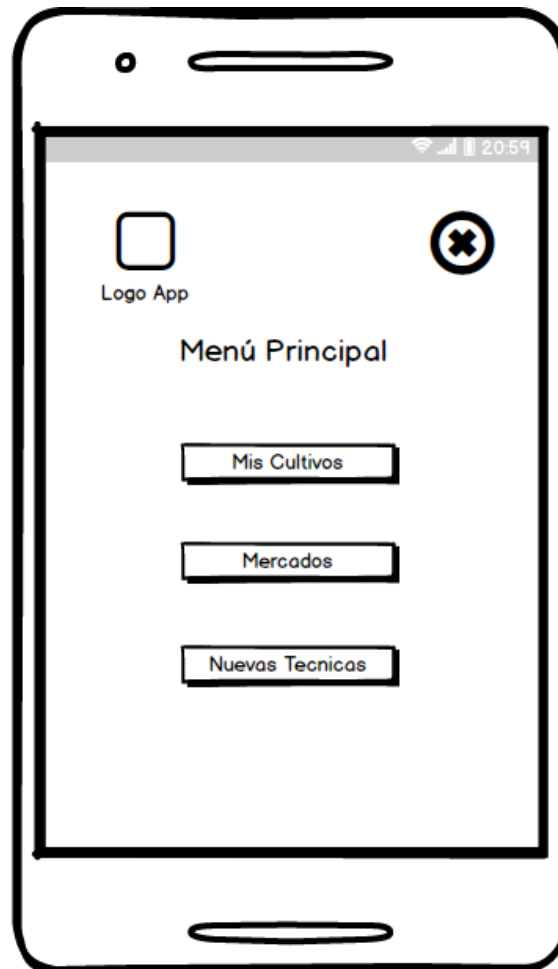 20:59
Logo App
Menú Principal
Mis Cultivos
Mercados
Nuevas Tecnicas